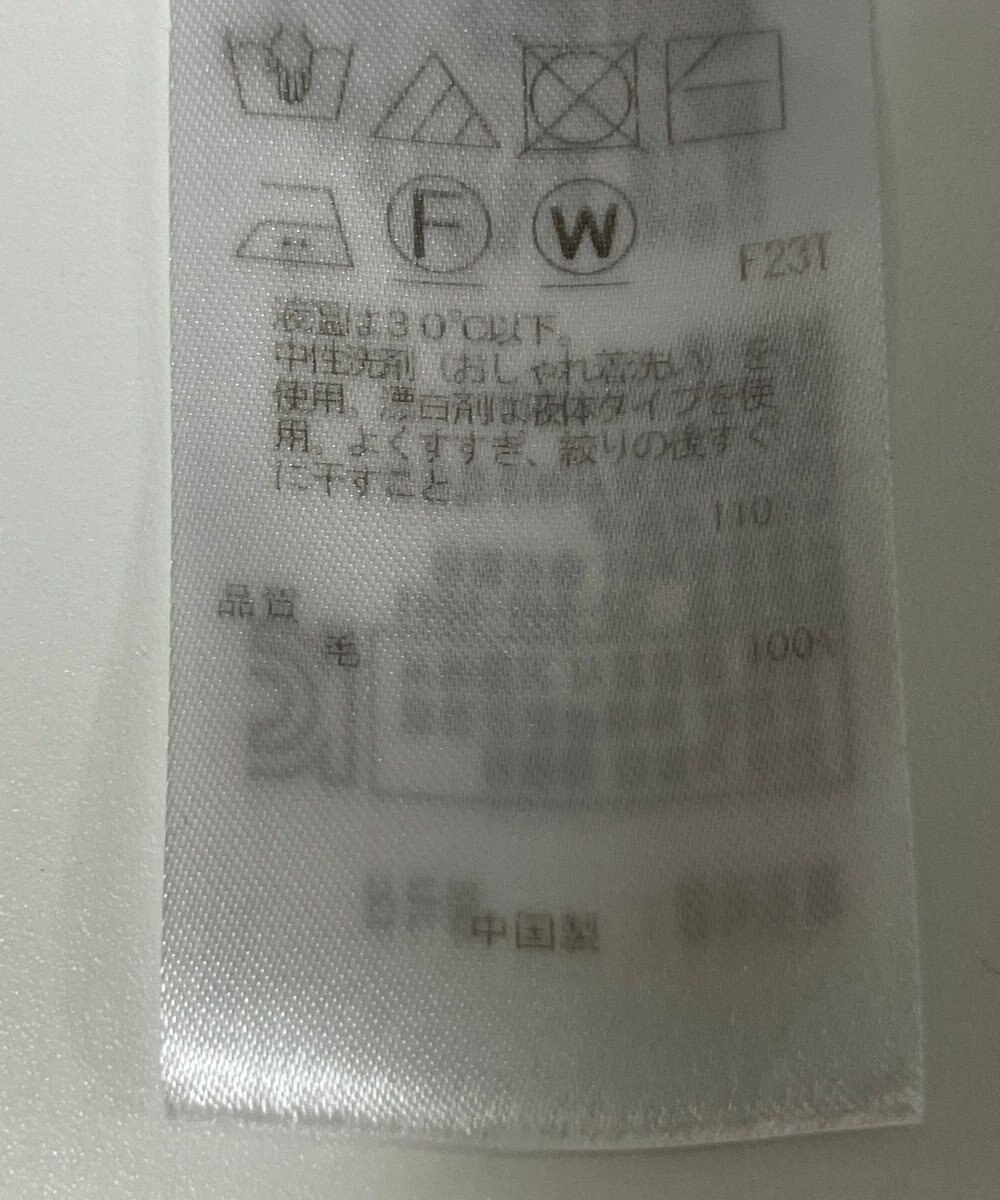 F
W
F231
液温は30℃以下。
中性洗剤（おしゃれ着洗い）を
使用。漂白剤は液体タイプを使
用。よくすすぎ、絞りの後すぐ
に干すこと。
110
品番
毛 100%
中国製